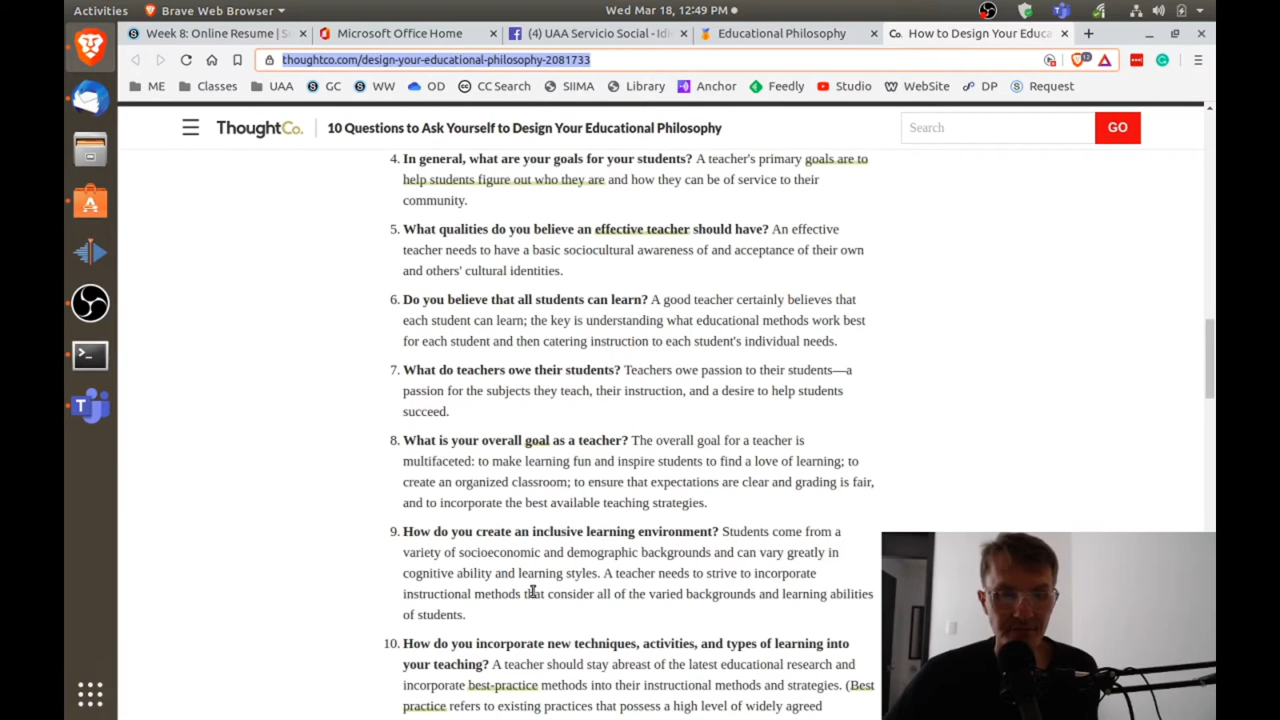 Activities Brave Web Browser Wed Mar 18, 12:49 PM
Week 8: Online Resume | S Microsoft Office Home (4) UAA Servicio Social - Idi Educational Philosophy Co. How to Design Your Educa
thoughtco.com/design-your-educational-philosophy-2081733
ME Classes UAA GC WW OD CC Search SIIMA Library Anchor Feedly Studio WebSite DP Request
ThoughtCo. 10 Questions to Ask Yourself to Design Your Educational Philosophy Search GO
4. In general, what are your goals for your students? A teacher's primary goals are to
help students figure out who they are and how they can be of service to their
community.
5. What qualities do you believe an effective teacher should have? An effective
teacher needs to have a basic sociocultural awareness of and acceptance of their own
and others' cultural identities.
6. Do you believe that all students can learn? A good teacher certainly believes that
each student can learn; the key is understanding what educational methods work best
for each student and then catering instruction to each student's individual needs.
7. What do teachers owe their students? Teachers owe passion to their students—a
passion for the subjects they teach, their instruction, and a desire to help students
succeed.
8. What is your overall goal as a teacher? The overall goal for a teacher is
multifaceted: to make learning fun and inspire students to find a love of learning; to
create an organized classroom; to ensure that expectations are clear and grading is fair,
and to incorporate the best available teaching strategies.
9. How do you create an inclusive learning environment? Students come from a
variety of socioeconomic and demographic backgrounds and can vary greatly in
cognitive ability and learning styles. A teacher needs to strive to incorporate
instructional methods that consider all of the varied backgrounds and learning abilities
of students.
10. How do you incorporate new techniques, activities, and types of learning into
your teaching? A teacher should stay abreast of the latest educational research and
incorporate best-practice methods into their instructional methods and strategies. (Best
practice refers to existing practices that possess a high level of widely agreed